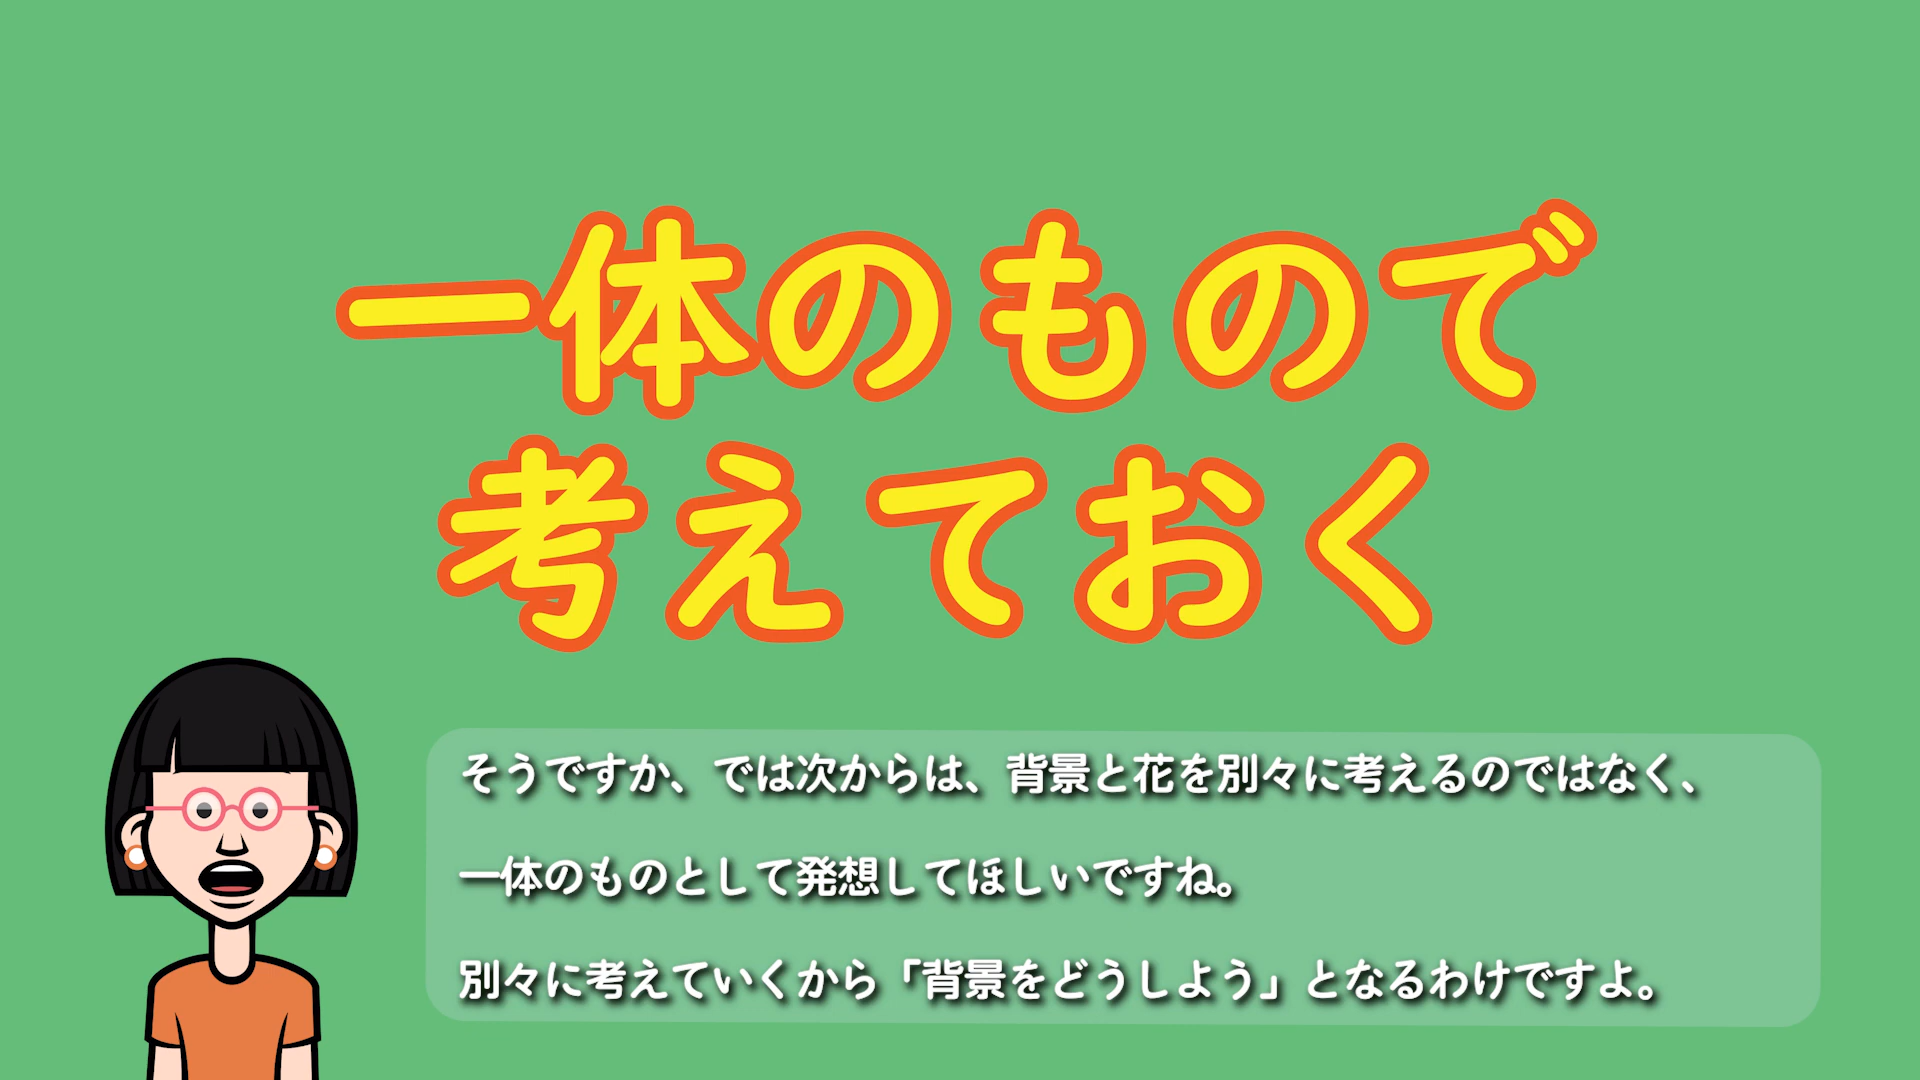 一体のもので
考えておく
そうですか、では次からは、背景と花を別々に考えるのではなく、
一体のものとして発想してほしいですね。
別々に考えていくから「背景をどうしよう」となるわけですよ。